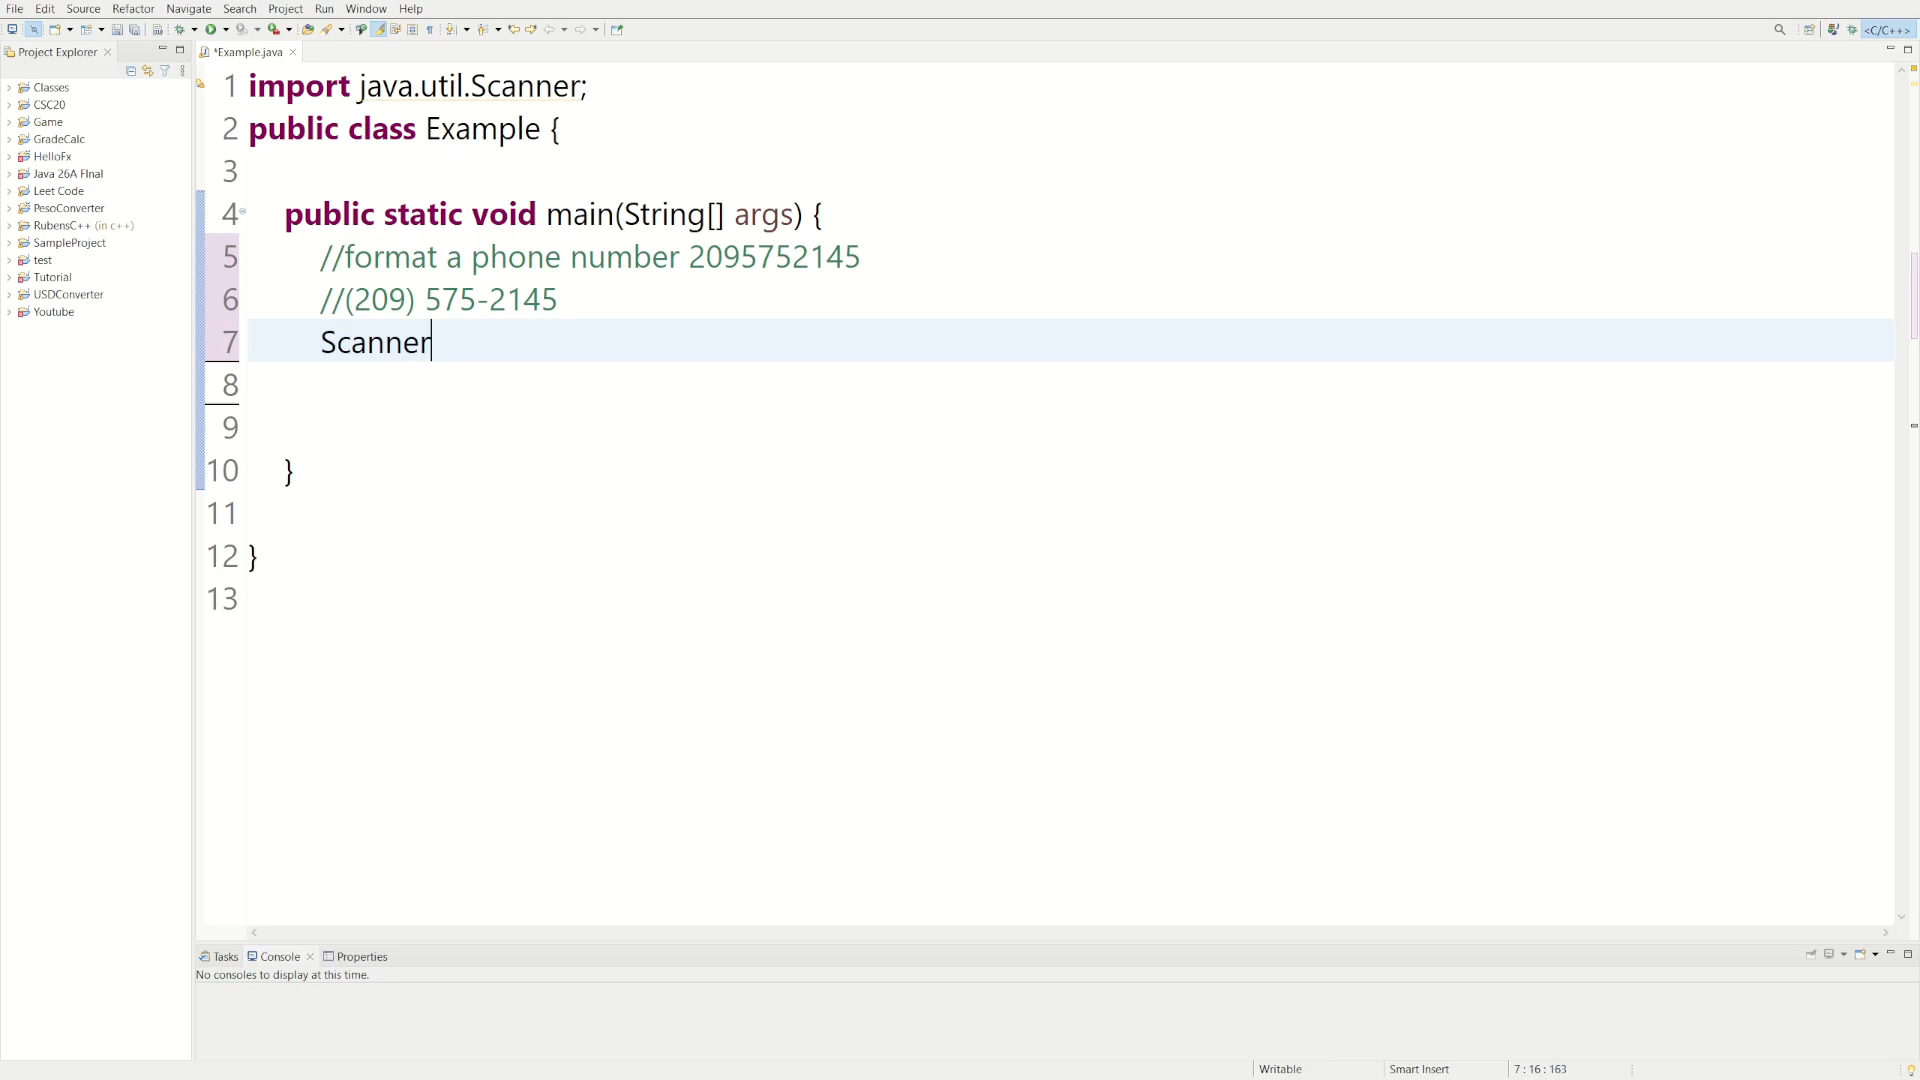 File Edit Source Refactor Navigate Search Project Run Window Help
<C/C++>
Project Explorer
*Example.java
Classes
CSC20
Game
GradeCalc
HelloFx
Java 26A FInal
Leet Code
PesoConverter
RubensC++ (in c++)
SampleProject
test
Tutorial
USDConverter
Youtube
1 import java.util.Scanner;
2 public class Example {
3
4 public static void main(String[] args) {
5 //format a phone number 2095752145
6 //(209) 575-2145
7 Scanner
8
9
10 }
11
12 }
13
Tasks Console Properties
No consoles to display at this time.
Writable Smart Insert 7 : 16 : 163